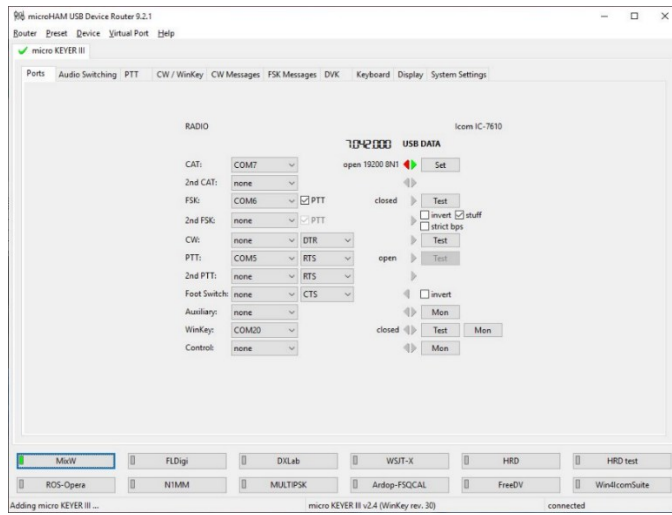 microHAM USB Device Router 9.2.1
Router Preset Device Virtual Port Help
micro KEYER III
Ports Audio Switching PTT CW / WinKey CW Messages FSK Messages DVK Keyboard Display System Settings
RADIO Icom IC-7610
7.042.000 USB DATA
CAT: COM7 open 19200 8N1 Set
2nd CAT: none
FSK: COM6 PTT closed Test
invert stuff
2nd FSK: none PTT
strict bps
CW: none DTR Test
PTT: COM5 RTS open Test
2nd PTT: none RTS
Foot Switch: none CTS invert
Auxiliary: none Mon
WinKey: COM20 closed Test Mon
Control: none Mon
MixW FLDigi DXLab WSJT-X HRD HRD test
ROS-Opera N1MM MULTIPSK Ardop-FSQCAL FreeDV Win4IcomSuite
Adding micro KEYER III ... micro KEYER III v2.4 (WinKey rev. 30) connected